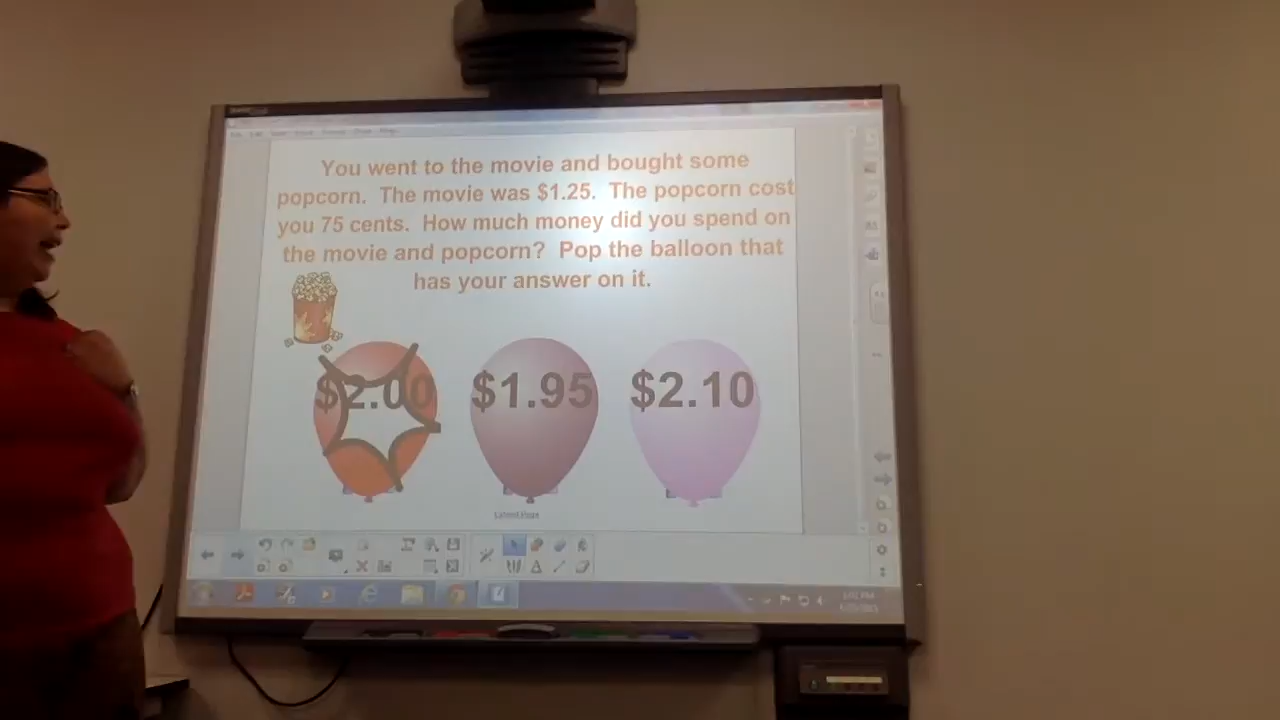 You went to the movie and bought some
popcorn. The movie was $1.25. The popcorn cost
you 75 cents. How much money did you spend on
the movie and popcorn? Pop the balloon that
has your answer on it.
$2.00 $1.95 $2.10